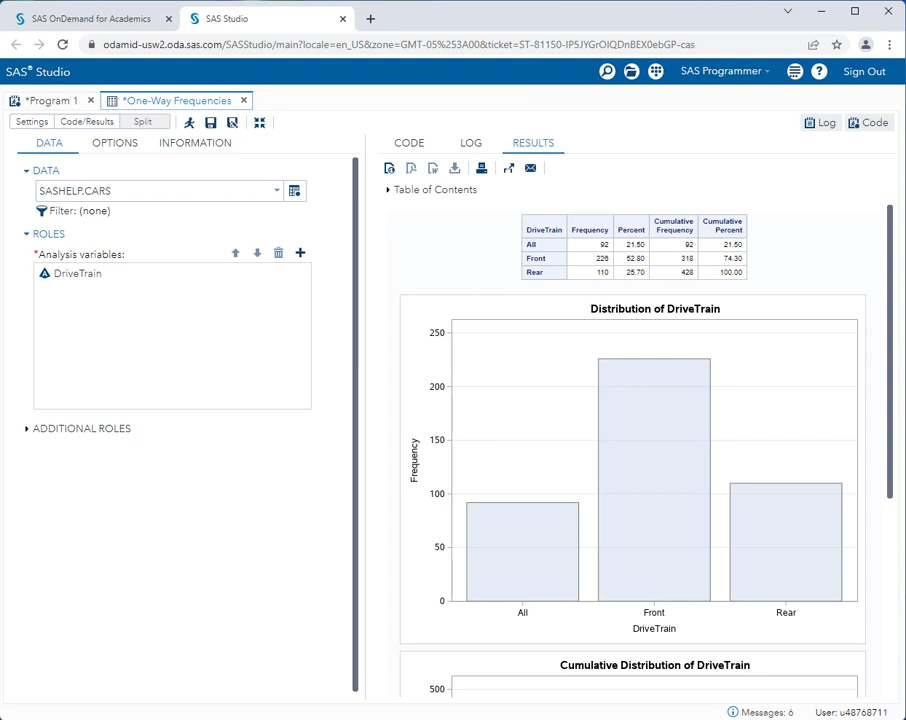 SAS OnDemand for Academics
SAS Studio
odamid-usw2.oda.sas.com/SASStudio/main?locale=en_US&zone=GMT-05%253A00&ticket=ST-81150-IP5JYGrOIQDnBEX0ebGP-cas
SAS® Studio
SAS Programmer
Sign Out
*Program 1
*One-Way Frequencies
Settings
Code/Results
Split
Log
Code
DATA
OPTIONS
INFORMATION
CODE
LOG
RESULTS
DATA
SASHELP.CARS
Filter: (none)
ROLES
*Analysis variables:
DriveTrain
ADDITIONAL ROLES
Table of Contents
DriveTrain Frequency Percent Cumulative Frequency Cumulative Percent
All 92 21.50 92 21.50
Front 226 52.80 318 74.30
Rear 110 25.70 428 100.00
Distribution of DriveTrain
250
200
150
100
50
0
Frequency
All Front Rear
DriveTrain
Cumulative Distribution of DriveTrain
500
Messages: 6
User: u48768711